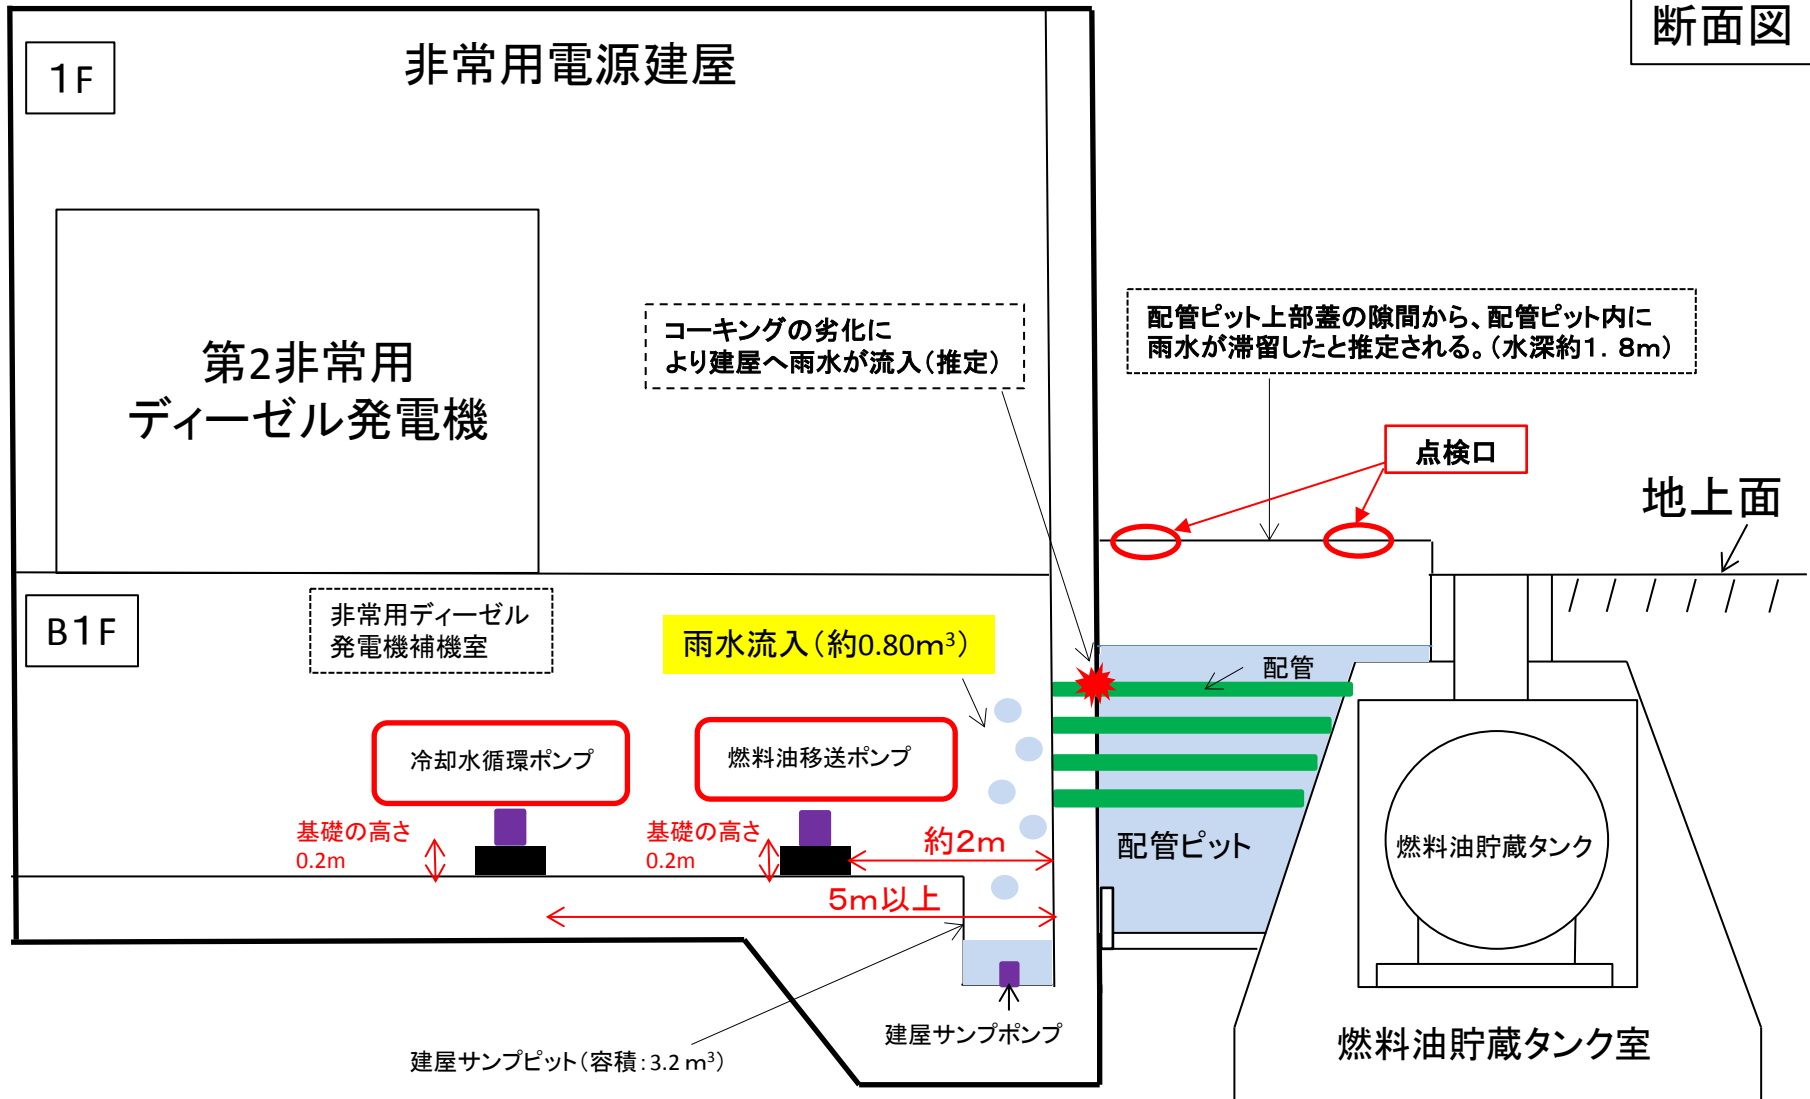 断面図
1F
非常用電源建屋
第2非常用
ディーゼル発電機
コーキングの劣化に
より建屋へ雨水が流入(推定)
配管ピット上部蓋の隙間から、配管ピット内に
雨水が滞留したと推定される。(水深約1.8m)
点検口
地上面
B1F
非常用ディーゼル
発電機補機室
雨水流入(約0.80m³)
配管
冷却水循環ポンプ
燃料油移送ポンプ
基礎の高さ
0.2m
基礎の高さ
0.2m
約2m
配管ピット
燃料油貯蔵タンク
5m以上
建屋サンプポンプ
建屋サンプピット(容積:3.2 m³)
燃料油貯蔵タンク室